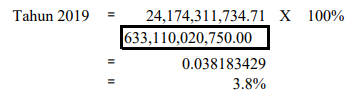 Tahun 2019 = 24,174,311,734.71 X 100%
633,110,020,750.00
= 0.038183429
= 3.8%